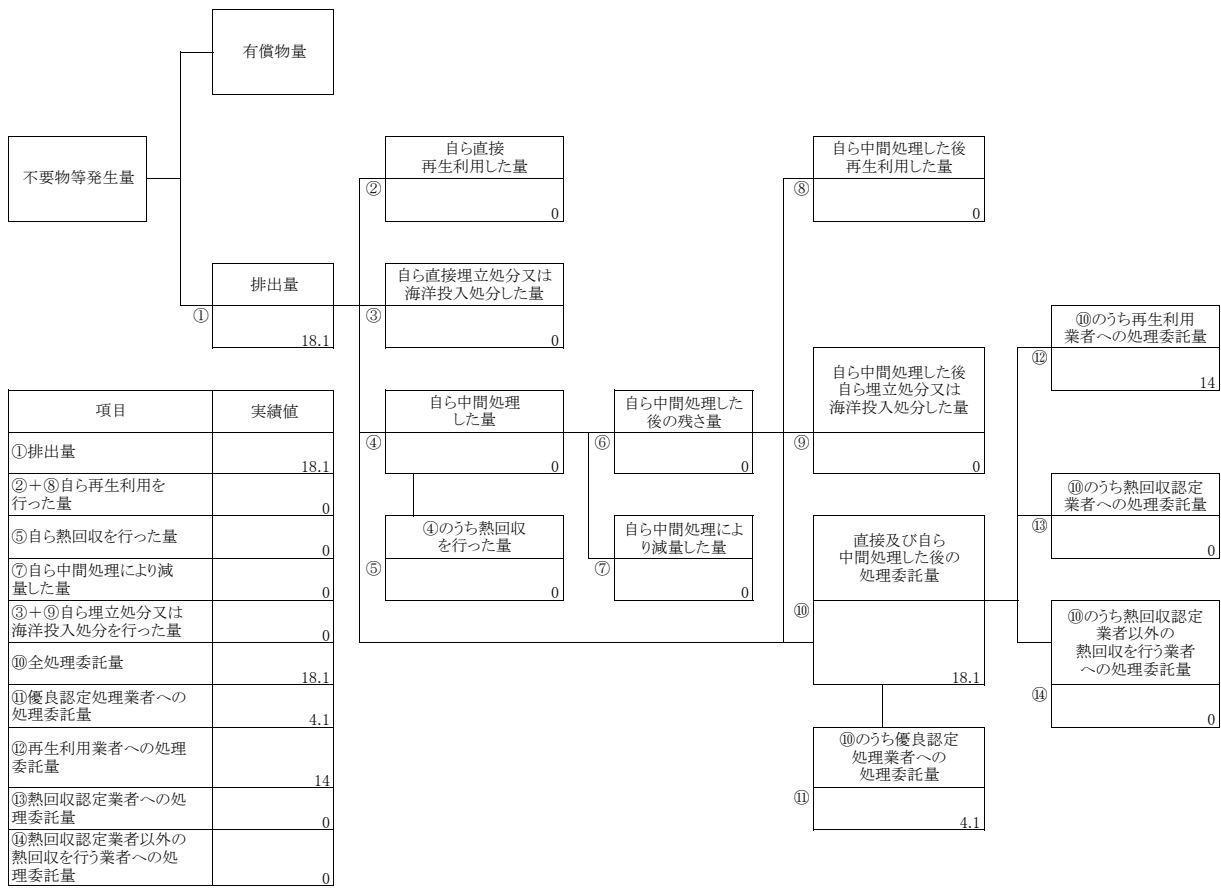 有償物量
不要物等発生量
排出量
①
18.1
自ら直接
再生利用した量
②
0
自ら直接埋立処分又は
海洋投入処分した量
③
0
自ら中間処理
した量
④
0
④のうち熱回収
を行った量
⑤
0
自ら中間処理した
後の残さ量
⑥
0
自ら中間処理によ
り減量した量
⑦
0
自ら中間処理した後
再生利用した量
⑧
0
自ら中間処理した後
自ら埋立処分又は
海洋投入処分した量
⑨
0
直接及び自ら
中間処理した後の
処理委託量
⑩
18.1
⑩のうち優良認定
処理業者への
処理委託量
⑪
4.1
⑩のうち再生利用
業者への処理委託量
⑫
14
⑩のうち熱回収認定
業者への処理委託量
⑬
0
⑩のうち熱回収認定
業者以外の
熱回収を行う業者
への処理委託量
⑭
0
項目 実績値
①排出量
18.1
②+⑧自ら再生利用を
行った量
0
⑤自ら熱回収を行った量
0
⑦自ら中間処理により減
量した量
0
③+⑨自ら埋立処分又は
海洋投入処分を行った量
0
⑩全処理委託量
18.1
⑪優良認定処理業者への
処理委託量
4.1
⑫再生利用業者への処理
委託量
14
⑬熱回収認定業者への処
理委託量
0
⑭熱回収認定業者以外の
熱回収を行う業者への処
理委託量
0